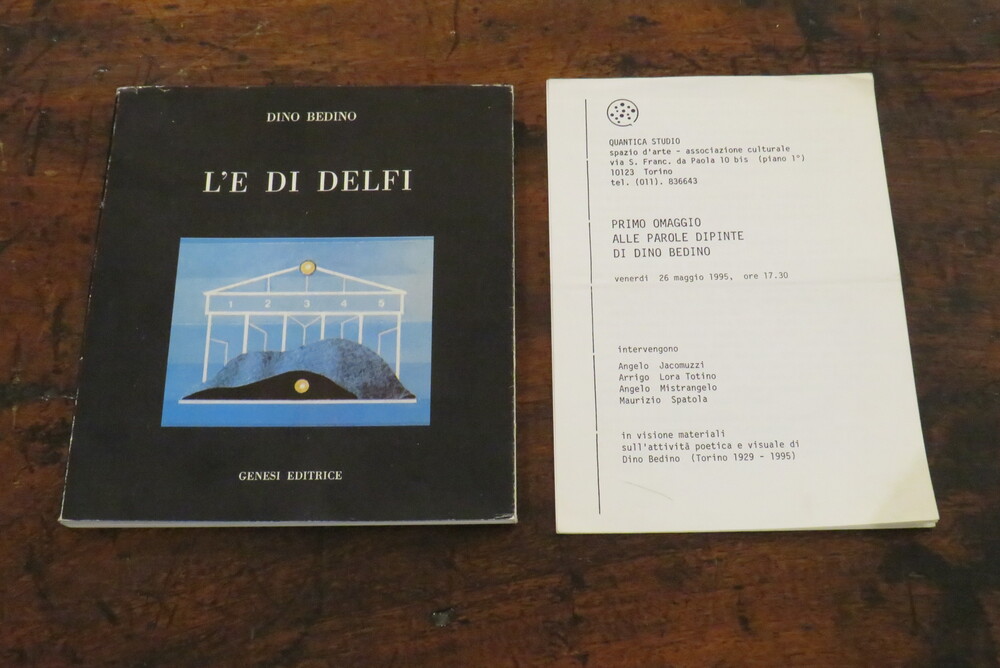 DINO BEDINO
L'E DI DELFI
1 2 3 4 5
GENESI EDITRICE
QUANTICA STUDIO
spazio d'arte - associazione culturale
via S. Franc. da Paola 10 bis (piano 1°)
10123 Torino
tel. (011). 836643
PRIMO OMAGGIO
ALLE PAROLE DIPINTE
DI DINO BEDINO
venerdì 26 maggio 1995, ore 17.30
intervengono
Angelo Jacomuzzi
Arrigo Lora Totino
Angelo Mistrangelo
Maurizio Spatola
in visione materiali
sull'attività poetica e visuale di
Dino Bedino (Torino 1929 - 1995)